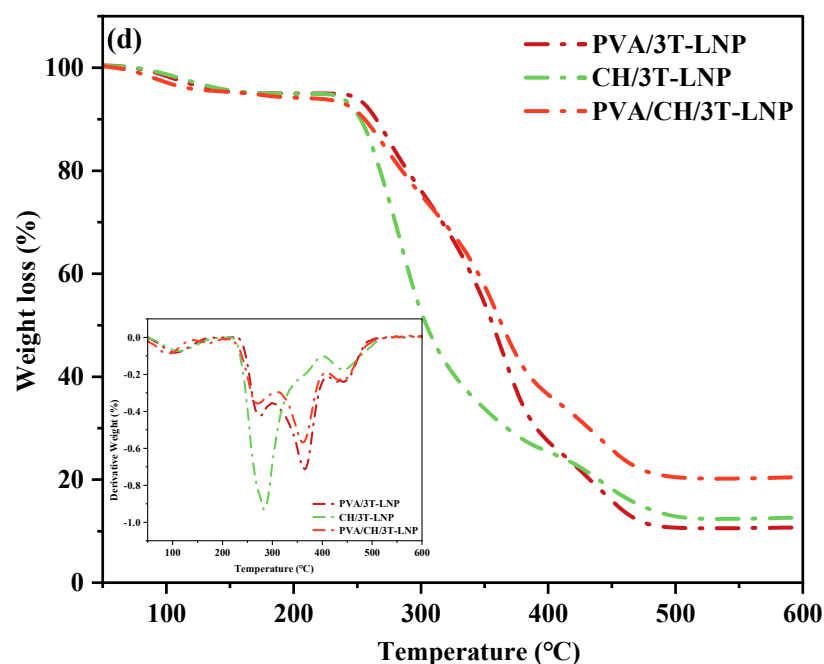 (d)
PVA/3T-LNP
CH/3T-LNP
PVA/CH/3T-LNP
Weight loss (%)
100
80
60
40
20
0
0.0
-0.2
-0.4
-0.6
-0.8
-1.0
Derivative Weight (%)
PVA/3T-LNP
CH/3T-LNP
PVA/CH/3T-LNP
100 200 300 400 500 600
Temperature (°C)
100 200 300 400 500 600
Temperature (°C)